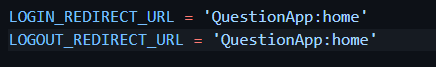 LOGIN_REDIRECT_URL = 'QuestionApp:home'
LOGOUT_REDIRECT_URL = 'QuestionApp:home'